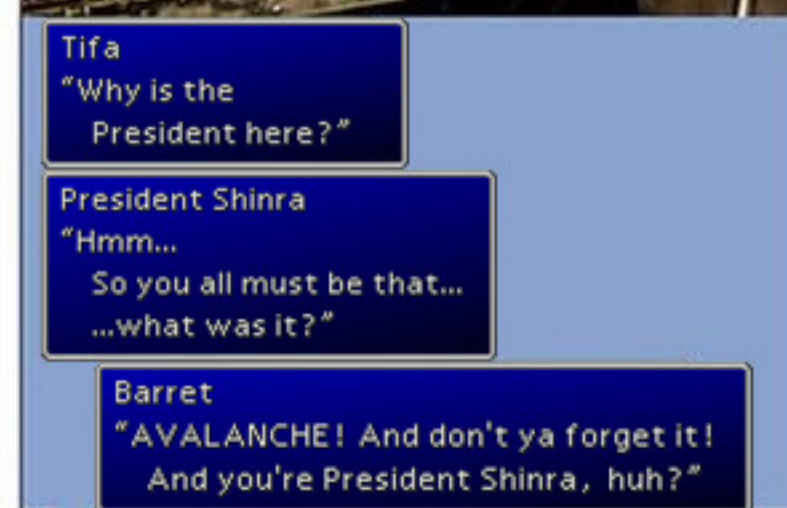 Tifa
“Why is the
President here?”
President Shinra
“Hmm...
So you all must be that...
...what was it?”
Barret
“AVALANCHE! And don't ya forget it!
And you're President Shinra, huh?”